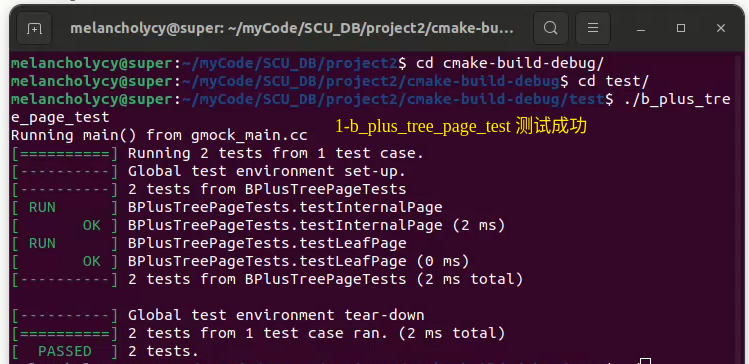 melancholycy@super: ~/myCode/SCU_DB/project2/cmake-bu...
melancholycy@super:~/myCode/SCU_DB/project2$ cd cmake-build-debug/
melancholycy@super:~/myCode/SCU_DB/project2/cmake-build-debug$ cd test/
melancholycy@super:~/myCode/SCU_DB/project2/cmake-build-debug/test$ ./b_plus_tre
e_page_test
1-b_plus_tree_page_test 测试成功
Running main() from gmock_main.cc
[==========] Running 2 tests from 1 test case.
[----------] Global test environment set-up.
[----------] 2 tests from BPlusTreePageTests
[ RUN      ] BPlusTreePageTests.testInternalPage
[       OK ] BPlusTreePageTests.testInternalPage (2 ms)
[ RUN      ] BPlusTreePageTests.testLeafPage
[       OK ] BPlusTreePageTests.testLeafPage (0 ms)
[----------] 2 tests from BPlusTreePageTests (2 ms total)
[----------] Global test environment tear-down
[==========] 2 tests from 1 test case ran. (2 ms total)
[  PASSED  ] 2 tests.